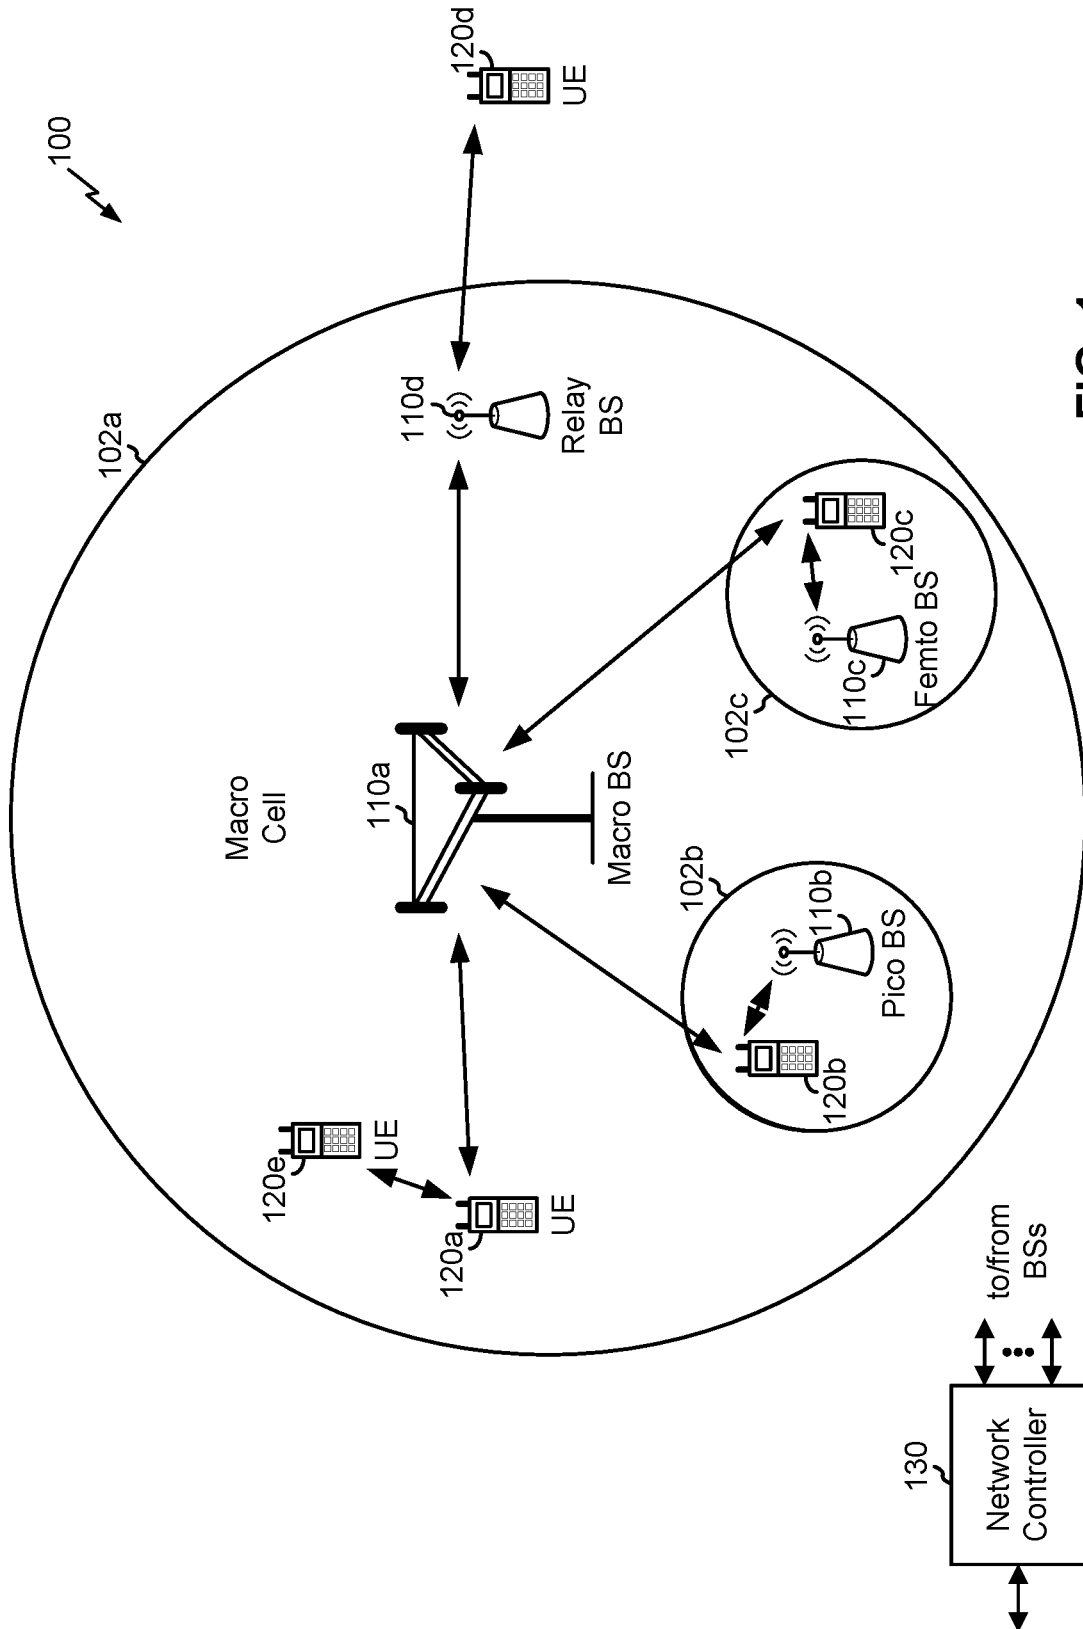 100
102a
Macro
Cell
120e
UE
110a
110d
120d
120a
UE
UE
Relay
BS
Macro BS
102b
102c
120b
110b
Pico BS
110c
120c
Femto BS
130
Network
Controller
to/from
BSs
FIG.